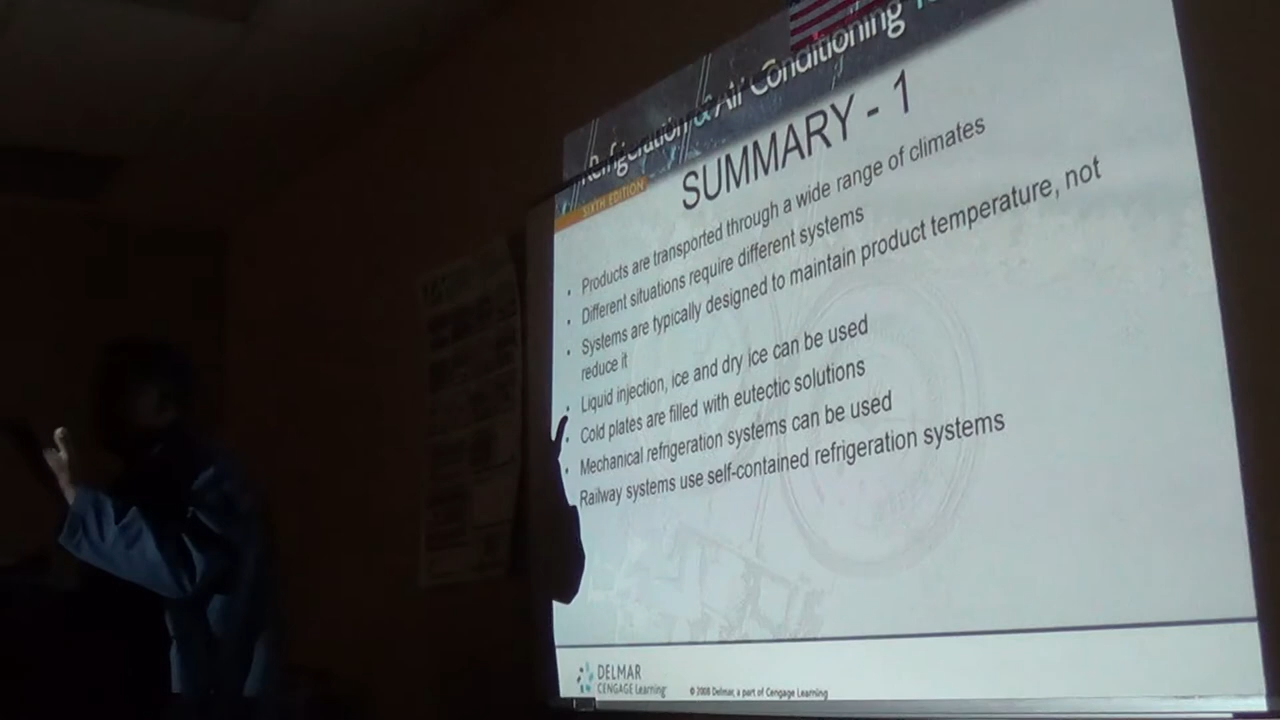 Refrigeration & Air Conditioning
SIXTH EDITION
SUMMARY - 1
• Products are transported through a wide range of climates
• Different situations require different systems
• Systems are typically designed to maintain product temperature, not
reduce it
• Liquid injection, ice and dry ice can be used
• Cold plates are filled with eutectic solutions
• Mechanical refrigeration systems can be used
Railway systems use self-contained refrigeration systems
DELMAR
CENGAGE Learning
© 2008 Delmar, a part of Cengage Learning